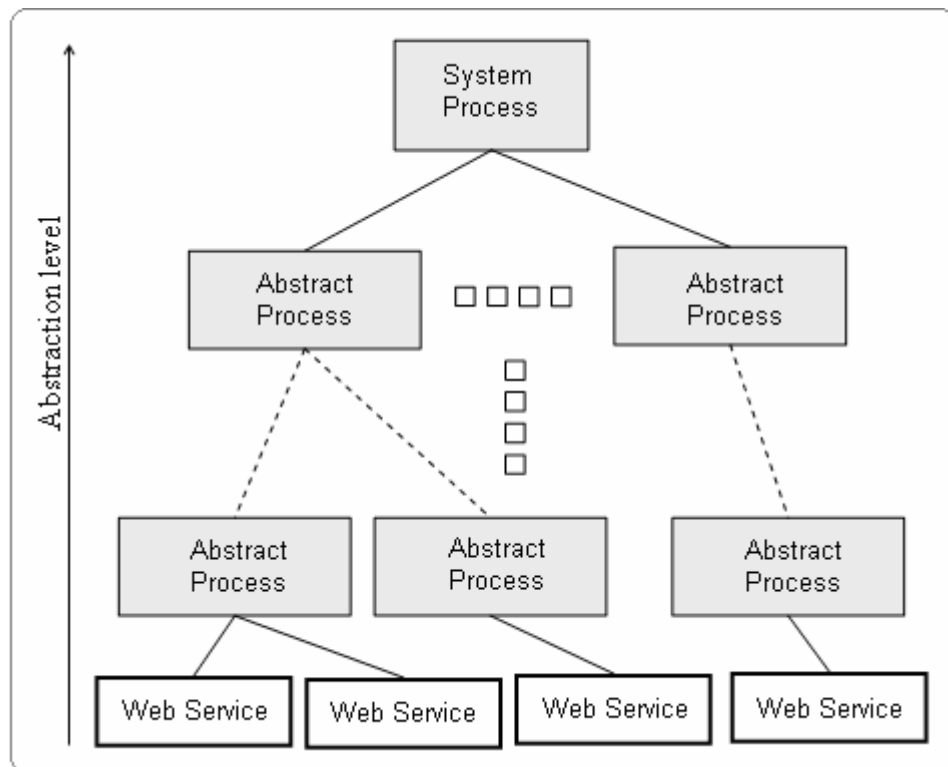 System
Process
Abstraction level
Abstract
Process
Abstract
Process
Abstract
Process
Abstract
Process
Abstract
Process
Web Service
Web Service
Web Service
Web Service